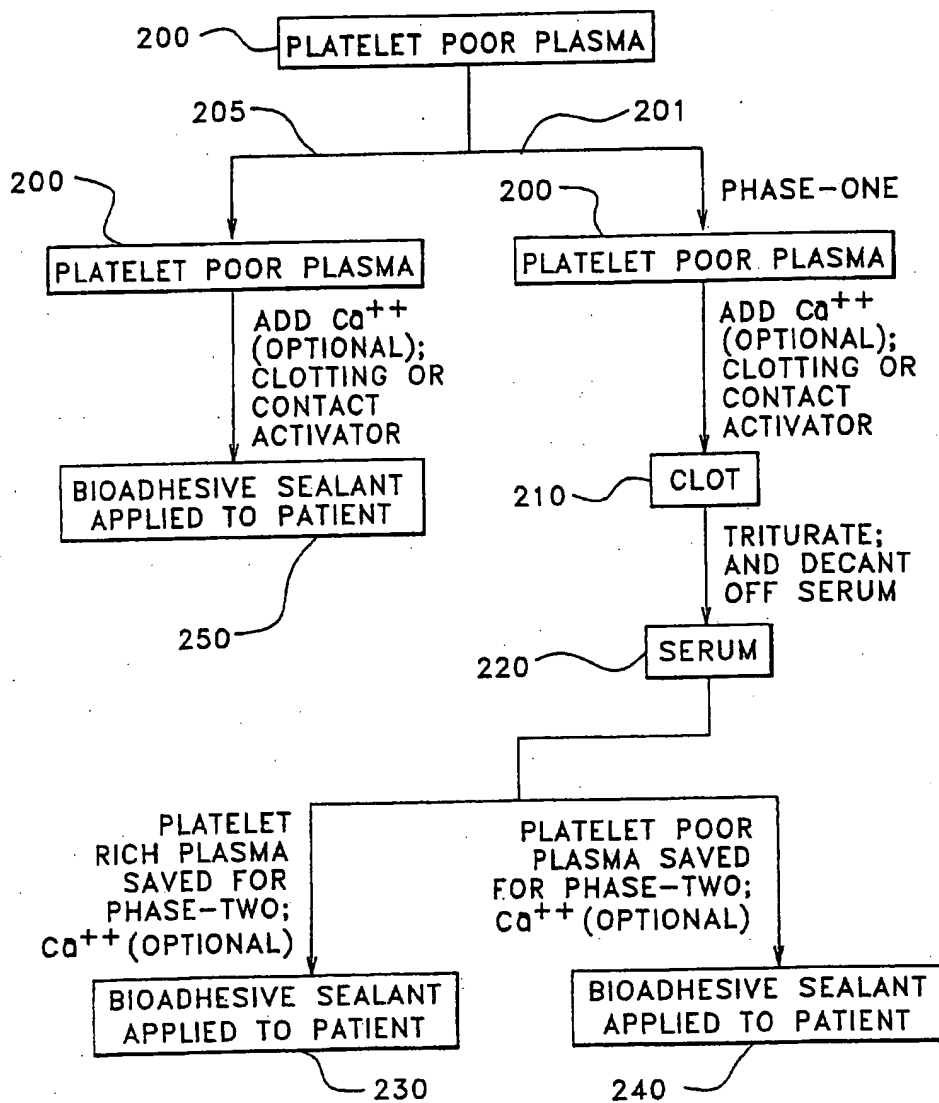 200
PLATELET POOR PLASMA
205
201
200
200
PHASE-ONE
PLATELET POOR PLASMA
PLATELET POOR PLASMA
ADD Ca++
(OPTIONAL);
CLOTTING OR
CONTACT
ACTIVATOR
ADD Ca++
(OPTIONAL);
CLOTTING OR
CONTACT
ACTIVATOR
BIOADHESIVE SEALANT
APPLIED TO PATIENT
250
210
CLOT
TRITURATE;
AND DECANT
OFF SERUM
220
SERUM
PLATELET
RICH PLASMA
SAVED FOR
PHASE-TWO;
Ca++ (OPTIONAL)
PLATELET POOR
PLASMA SAVED
FOR PHASE-TWO;
Ca++ (OPTIONAL)
BIOADHESIVE SEALANT
APPLIED TO PATIENT
230
BIOADHESIVE SEALANT
APPLIED TO PATIENT
240